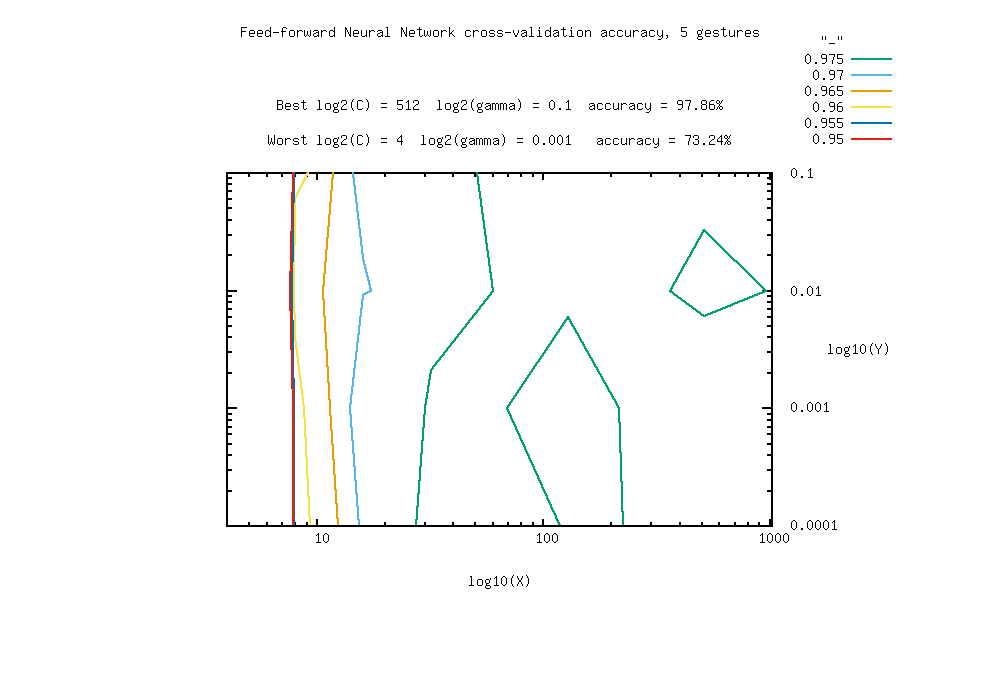 Feed-forward Neural Network cross-validation accuracy, 5 gestures
"_"
0.975
0.97
0.965
0.96
0.955
0.95
Best log2(C) = 512  log2(gamma) = 0.1  accuracy = 97.86%
Worst log2(C) = 4  log2(gamma) = 0.001   accuracy = 73.24%
0.1
0.01
log10(Y)
0.001
0.0001
10
100
1000
log10(X)